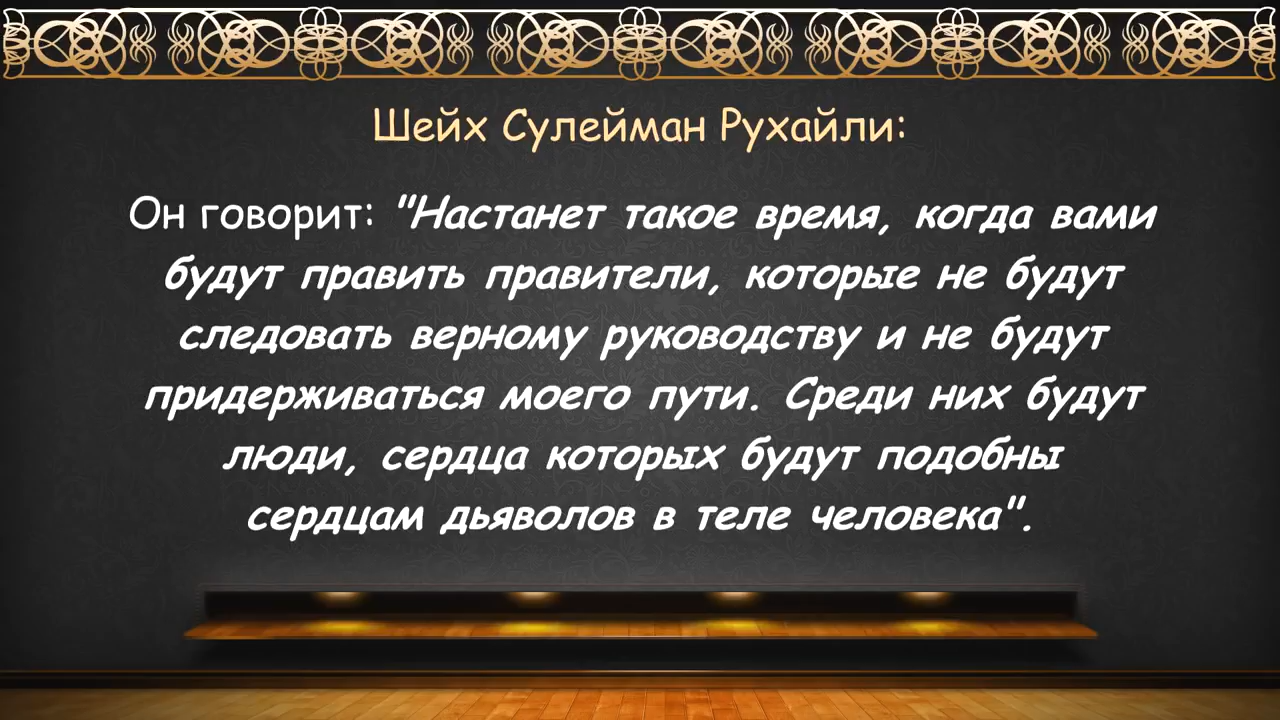 Шейх Сулейман Рухайли:
Он говорит: "Настанет такое время, когда вами
будут править правители, которые не будут
следовать верному руководству и не будут
придерживаться моего пути. Среди них будут
люди, сердца которых будут подобны
сердцам дьяволов в теле человека".